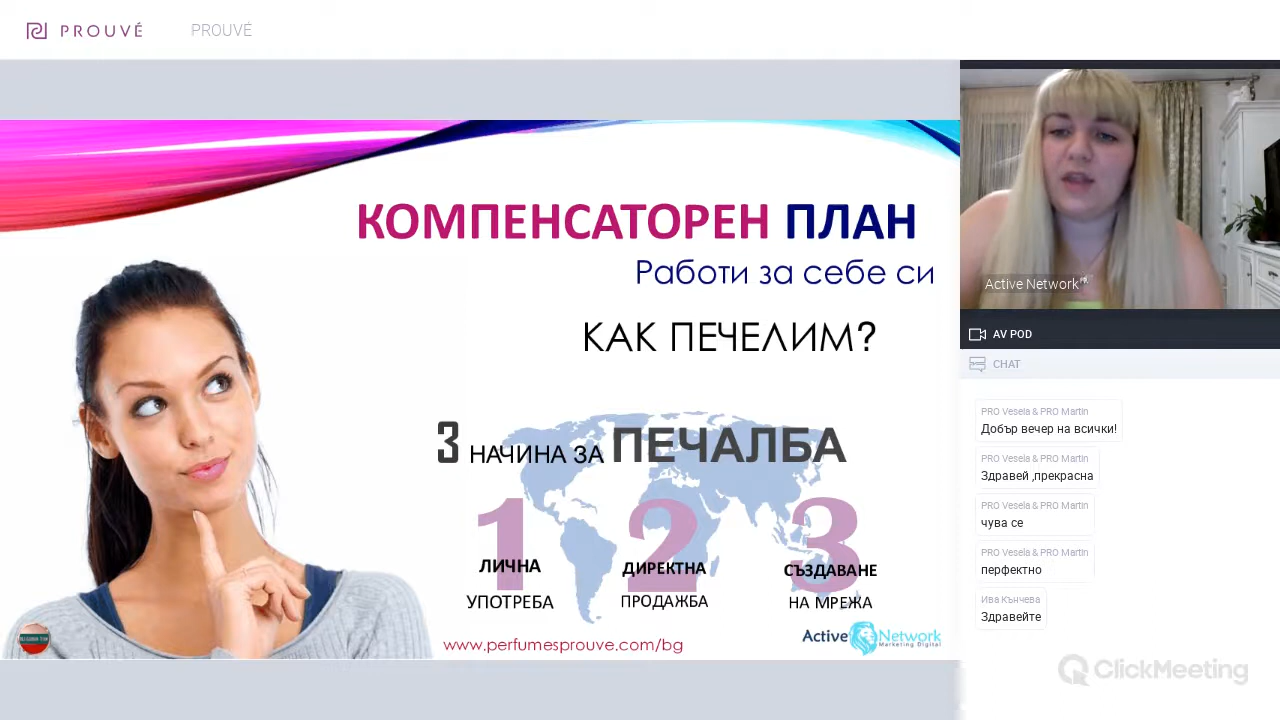 PROUVÉ
PROUVÉ
КОМПЕНСАТОРЕН ПЛАН
Работи за себе си
КАК ПЕЧЕЛИМ?
3 НАЧИНА ЗА ПЕЧАЛБА
1
ЛИЧНА
УПОТРЕБА
2
ДИРЕКТНА
ПРОДАЖБА
3
СЪЗДАВАНЕ
НА МРЕЖА
www.perfumesprouve.com/bg
Active Network
Marketing Digital
Active Network
AV POD
CHAT
PRO Vesela & PRO Martin
Добър вечер на всички!
PRO Vesela & PRO Martin
Здравей ,прекрасна
PRO Vesela & PRO Martin
чува се
PRO Vesela & PRO Martin
перфектно
Ива Кънчева
Здравейте
ClickMeeting